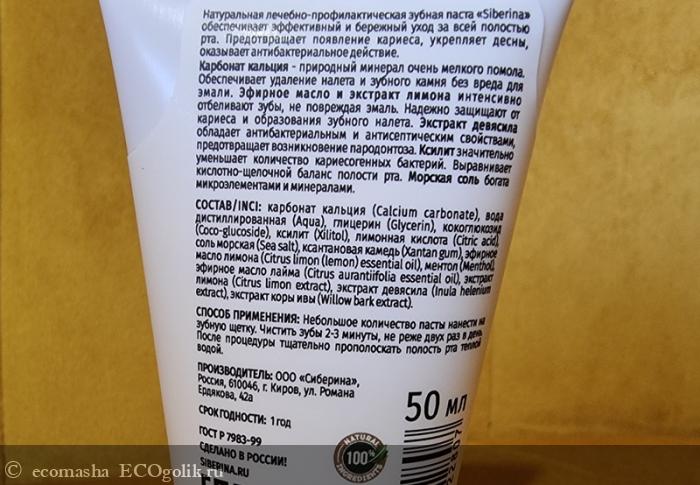 Натуральная лечебно-профилактическая зубная паста «Siberina»
обеспечивает эффективный и бережный уход за всей полостью
рта. Предотвращает появление кариеса, укрепляет десны,
оказывает антибактериальное действие.
Карбонат кальция - природный минерал очень мелкого помола.
Обеспечивает удаление налета и зубного камня без вреда для
эмали. Эфирное масло и экстракт лимона интенсивно
отбеливают зубы, не повреждая эмаль. Надежно защищают от
кариеса и образования зубного налета. Экстракт девясила
обладает антибактериальным и антисептическим свойствами,
предотвращает возникновение пародонтоза. Ксилит значительно
уменьшает количество кариесогенных бактерий. Выравнивает
кислотно-щелочной баланс полости рта. Морская соль богата
микроэлементами и минералами.
СОСТАВ/INCI: карбонат кальция (Calcium carbonate), вода
дистиллированная (Aqua), глицерин (Glycerin), кокоглюкозид
(Coco-glucoside), ксилит (Xilitol), лимонная кислота (Citric acid),
соль морская (Sea salt), ксантановая камедь (Xantan gum), эфирное
масло лимона (Citrus limon (lemon) essential oil), ментол (Menthol),
эфирное масло лайма (Citrus aurantiifolia essential oil), экстракт
лимона (Citrus limon extract), экстракт девясила (Inula helenium
extract), экстракт коры ивы (Willow bark extract).
СПОСОБ ПРИМЕНЕНИЯ: Небольшое количество пасты нанести на
зубную щетку. Чистить зубы 2-3 минуты, не реже двух раз в день.
После процедуры тщательно прополоскать полость рта теплой
водой.
ПРОИЗВОДИТЕЛЬ: ООО «Сиберина»,
Россия, 610046, г. Киров, ул. Романа
Ердякова, 42а
СРОК ГОДНОСТИ: 1 год
ГОСТ Р 7983-99
СДЕЛАНО В РОССИИ!
SIBERINA.RU
50 мл
NATURAL
100%
INGREDIENTS
© ecomasha ECOgolik.ru